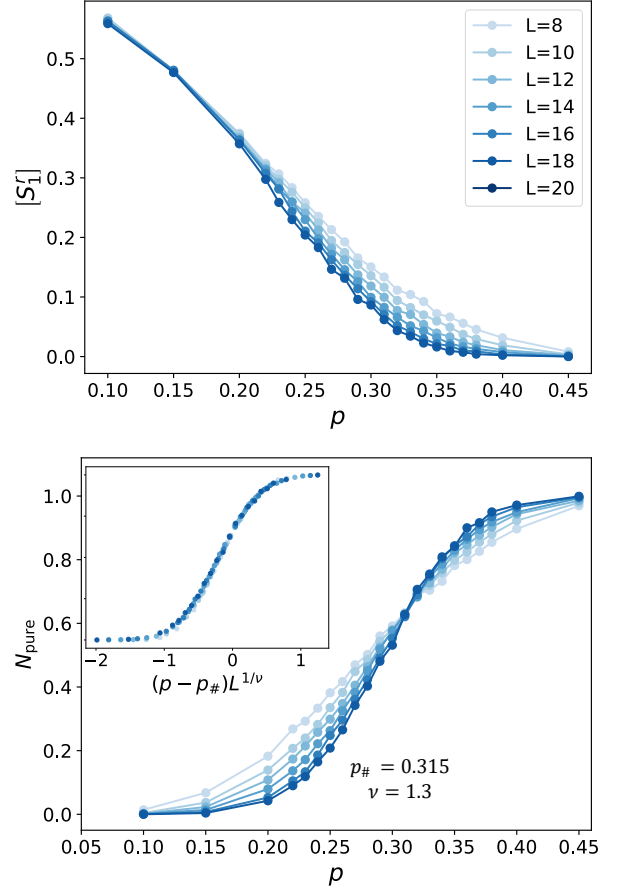 [S₁ʳ]
0.5
0.4
0.3
0.2
0.1
0.0
L=8
L=10
L=12
L=14
L=16
L=18
L=20
0.10 0.15 0.20 0.25 0.30 0.35 0.40 0.45
p
N_pure
1.0
0.8
0.6
0.4
0.2
0.0
−2 −1 0 1
(p − p_#)L^{1/ν}
p_# = 0.315
ν = 1.3
0.05 0.10 0.15 0.20 0.25 0.30 0.35 0.40 0.45
p